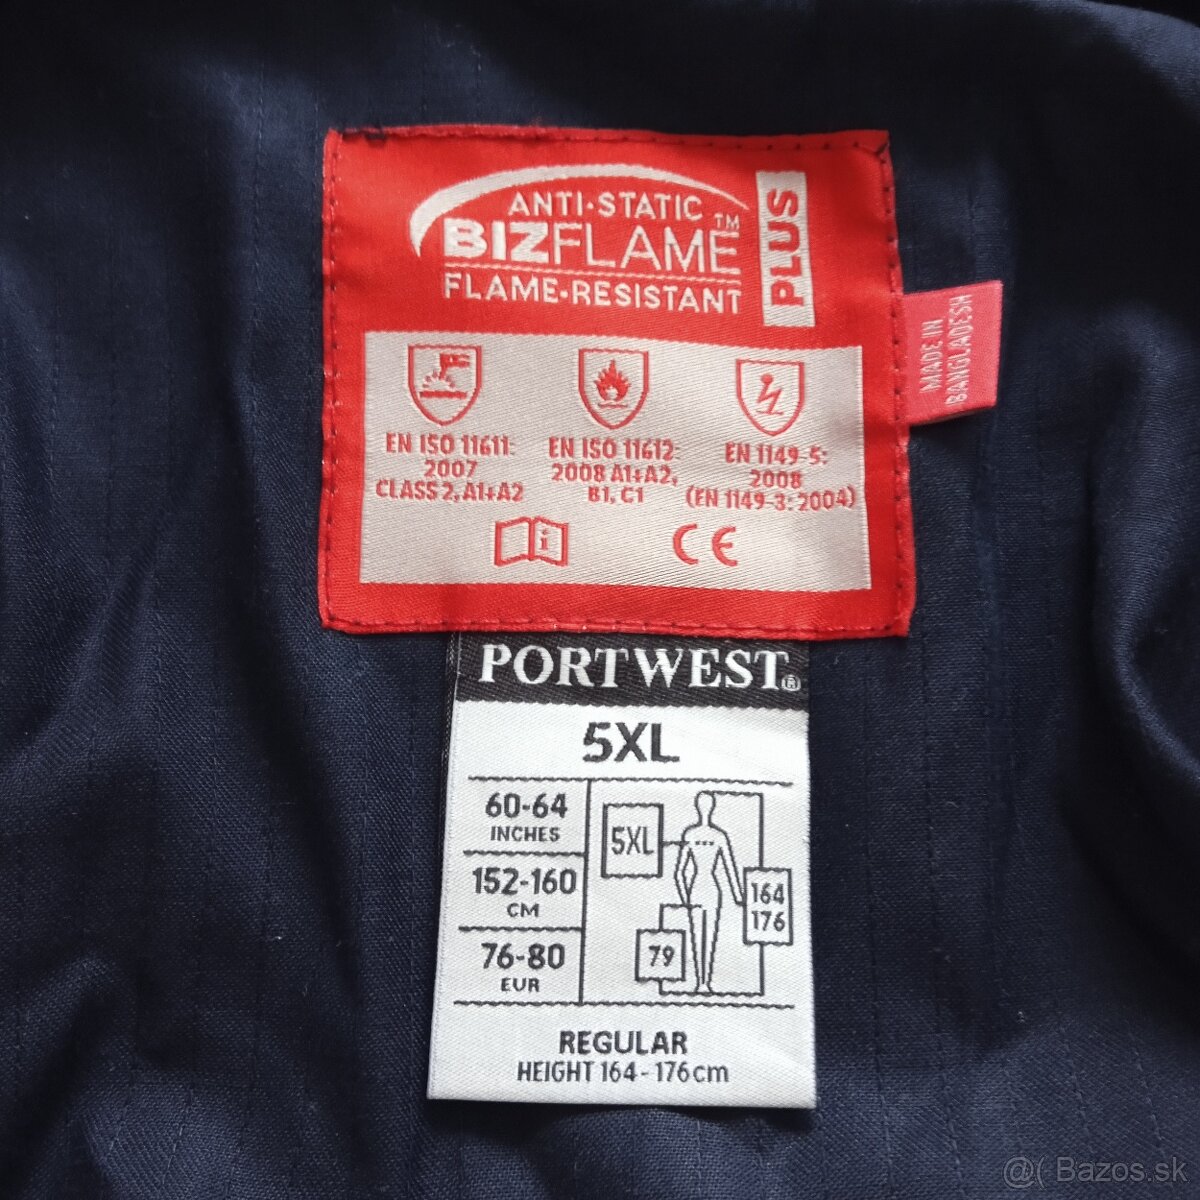 ANTI-STATIC
BIZFLAME™
FLAME-RESISTANT
PLUS
MADE IN
BANGLADESH
EN ISO 11611:
2007
CLASS 2, A1+A2
EN ISO 11612:
2008 A1+A2,
B1, C1
EN 1149-5:
2008
(EN 1149-3:2004)
i
CE
PORTWEST®
5XL
60-64
INCHES
152-160
CM
76-80
EUR
5XL
164
176
79
REGULAR
HEIGHT 164 - 176cm
@( Bazos.sk